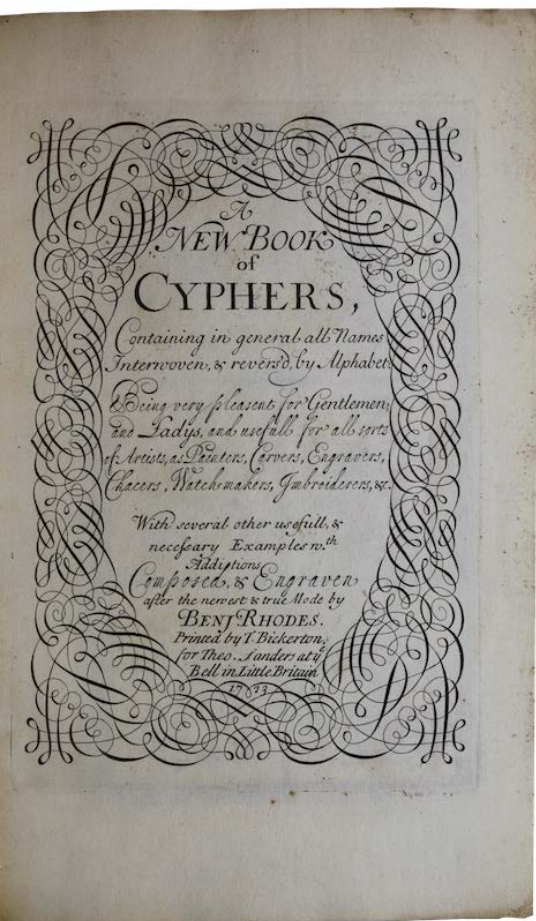 A
NEW BOOK
of
CYPHERS,
Containing in general all Names
Interwoven, & revers'd, by Alphabet.
Being very pleasent for Gentlemen,
and Ladys, and usefull for all sorts
of Artists, as Painters, Carvers, Engravers,
Chacers, Watchmakers, Imbroiderers, &c.
With several other usefull, &
neceſsary Examples w.th
Addiptions
Composed, & Engraven
after the newest & true Mode by
BENJ RHODES.
Printed by T. Bickerton,
for Theo. Sanders at yͤ
Bell in Little Britain
1723